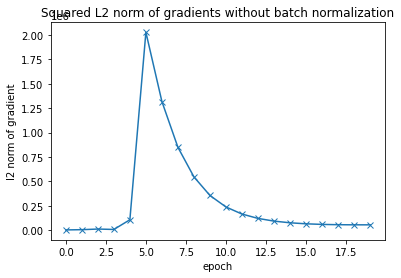 Squared L2 norm of gradients without batch normalization
1e6
2.00
1.75
1.50
1.25
1.00
0.75
0.50
0.25
0.00
l2 norm of gradient
0.0 2.5 5.0 7.5 10.0 12.5 15.0 17.5
epoch